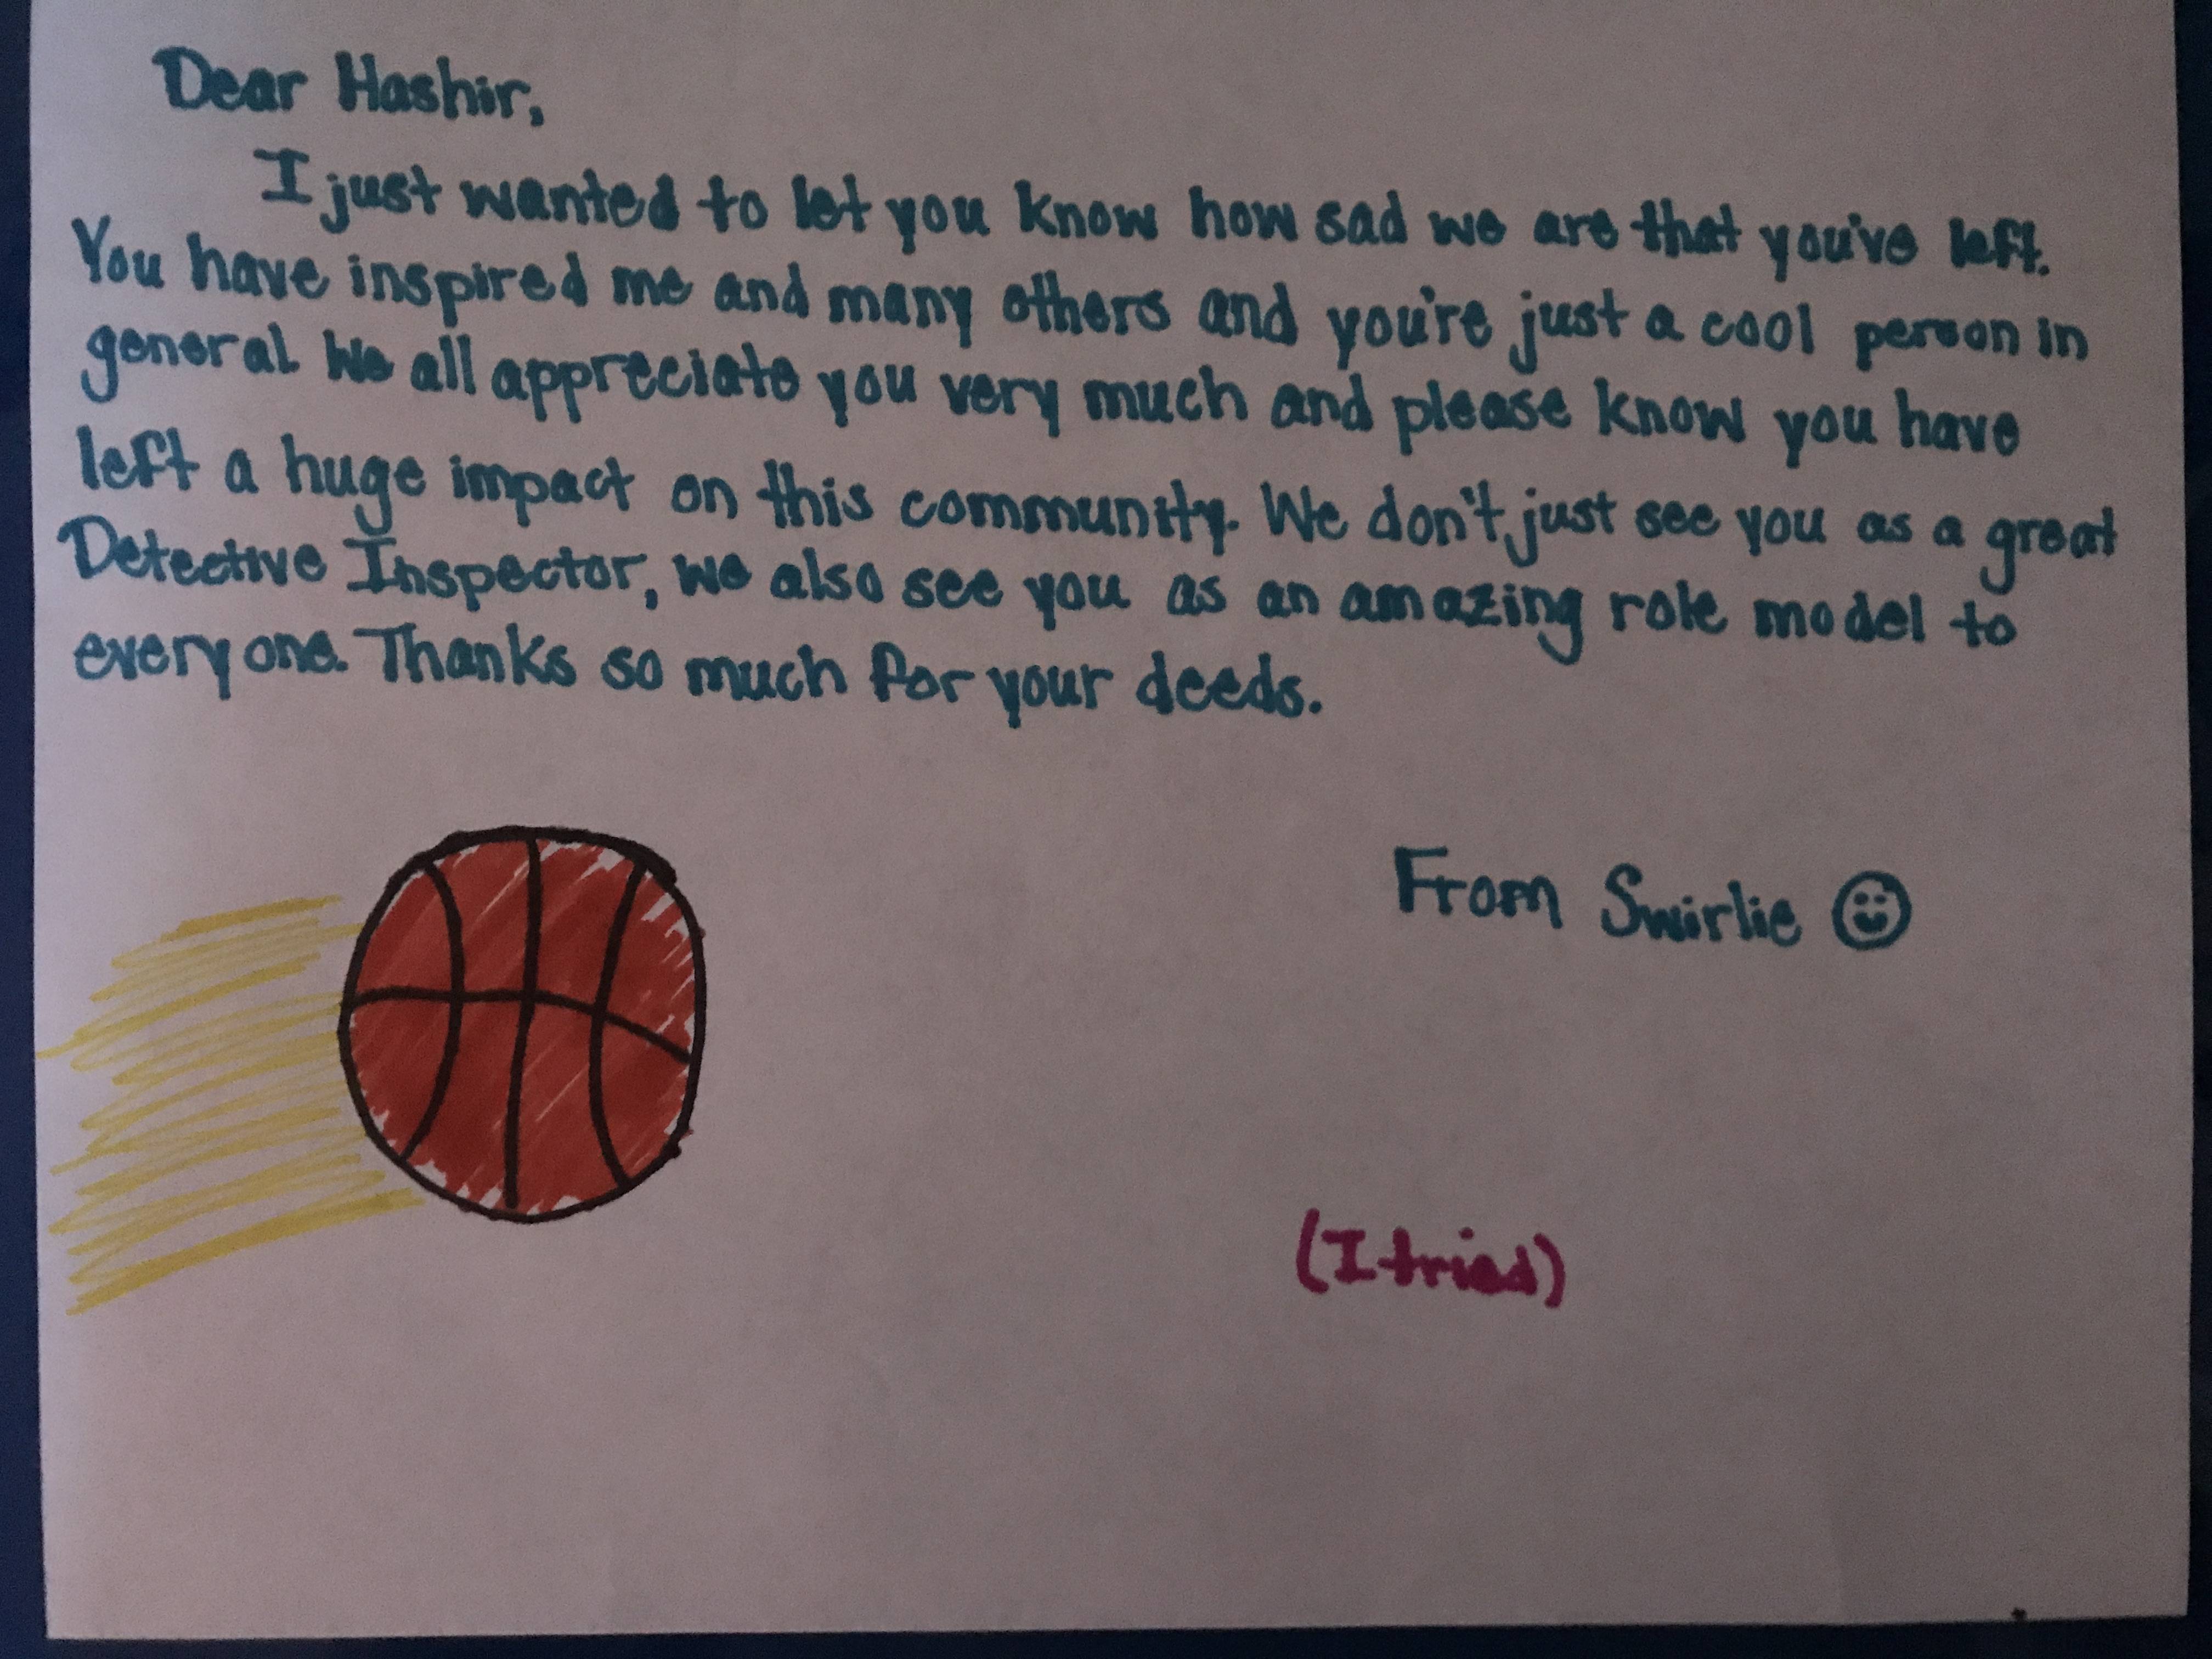 Dear Hashir,
I just wanted to let you know how sad we are that you've left.
You have inspired me and many others and you're just a cool person in
general. We all appreciate you very much and please know you have
left a huge impact on this community. We don't just see you as a great
Detective Inspector, we also see you as an amazing role model to
everyone. Thanks so much for your deeds.
From Swirlie
(I tried)